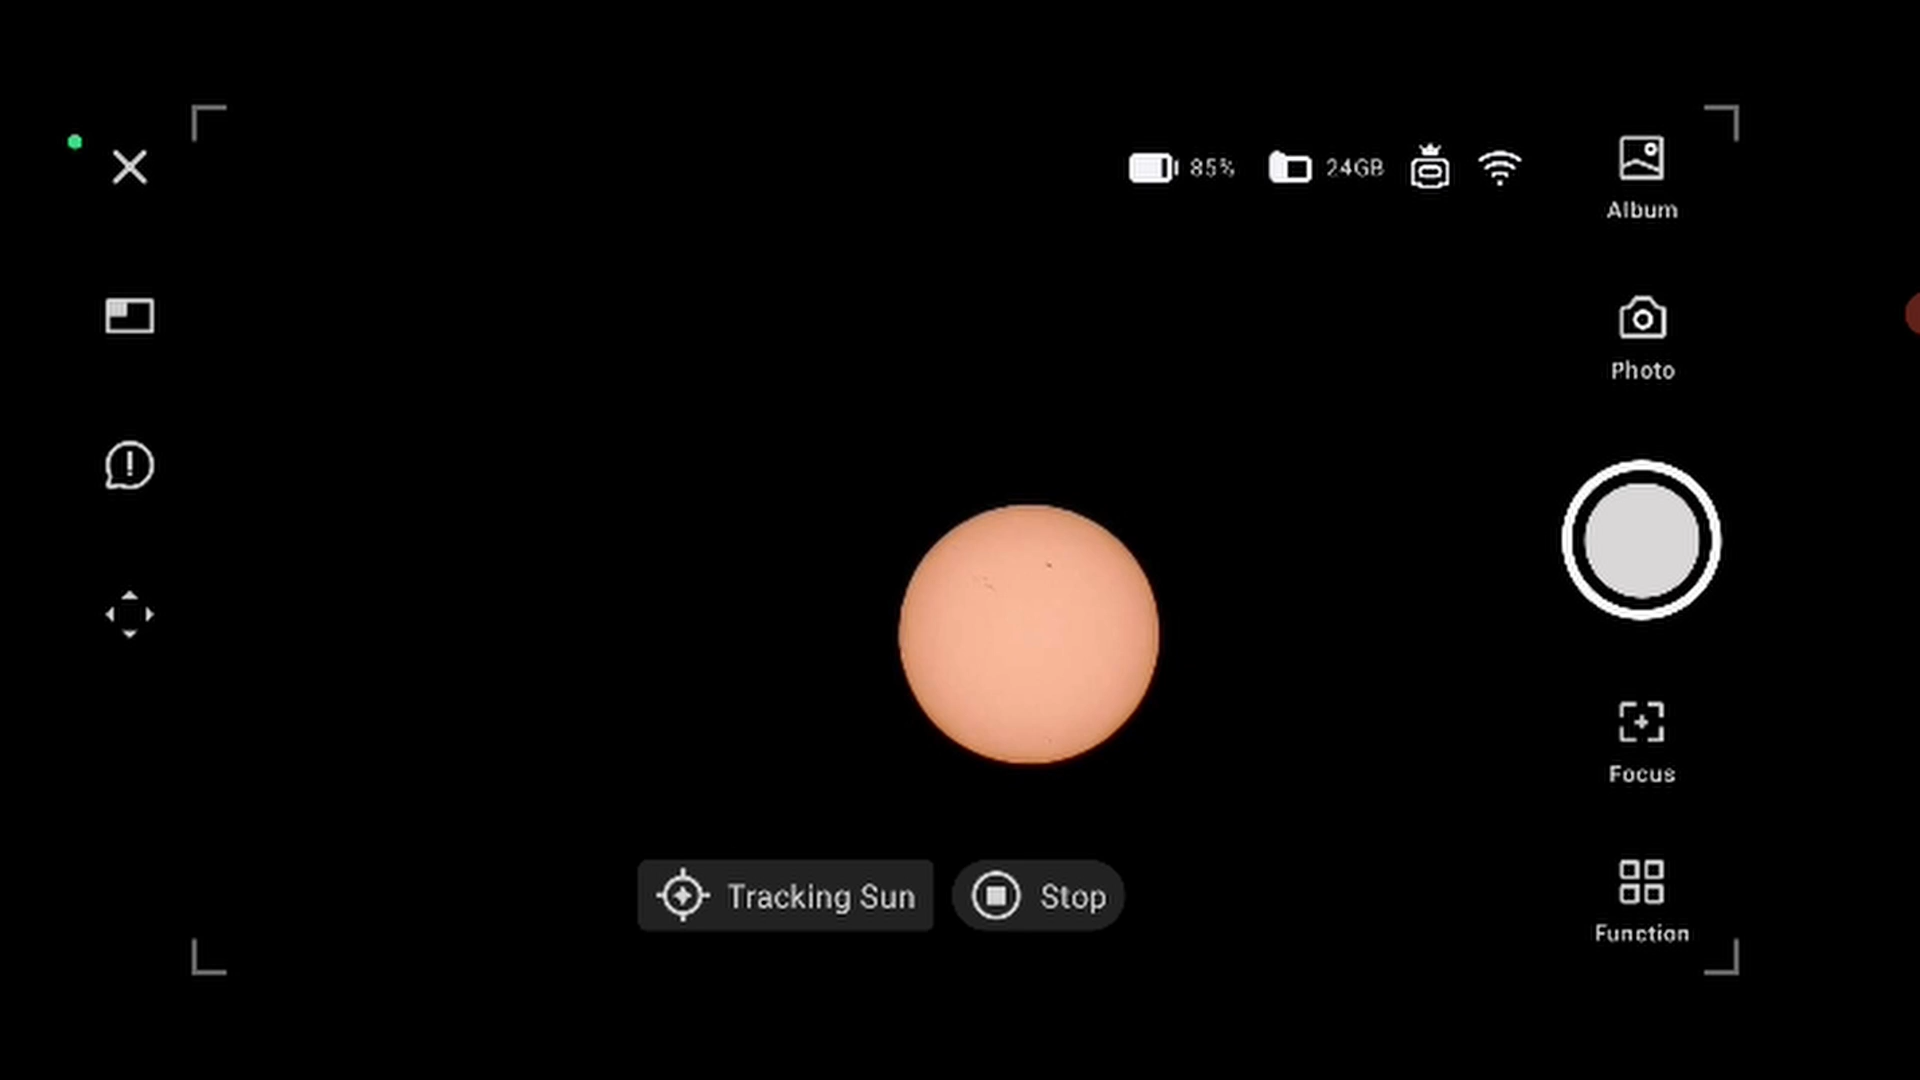 85%
24GB
Album
Photo
Focus
Tracking Sun
Stop
Function